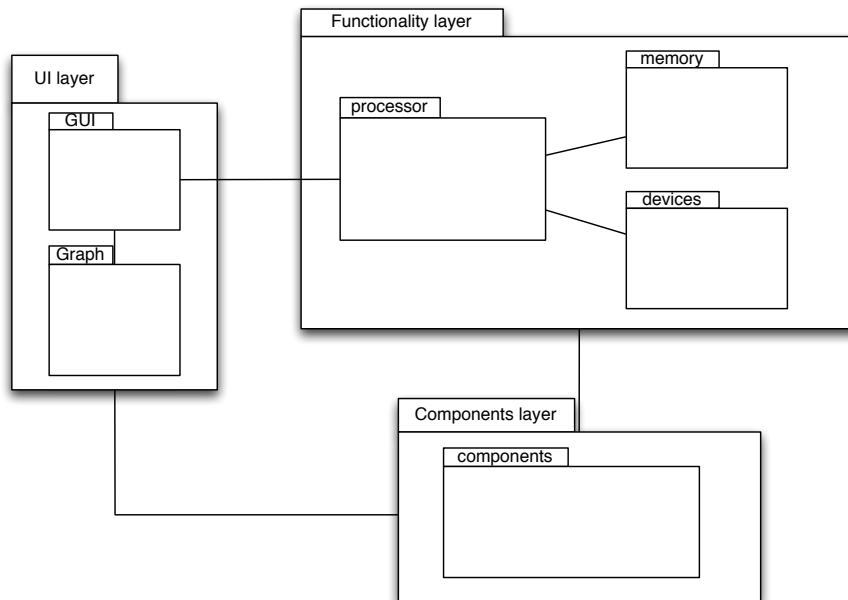 Functionality layer
UI layer
memory
processor
GUI
devices
Graph
Components layer
components